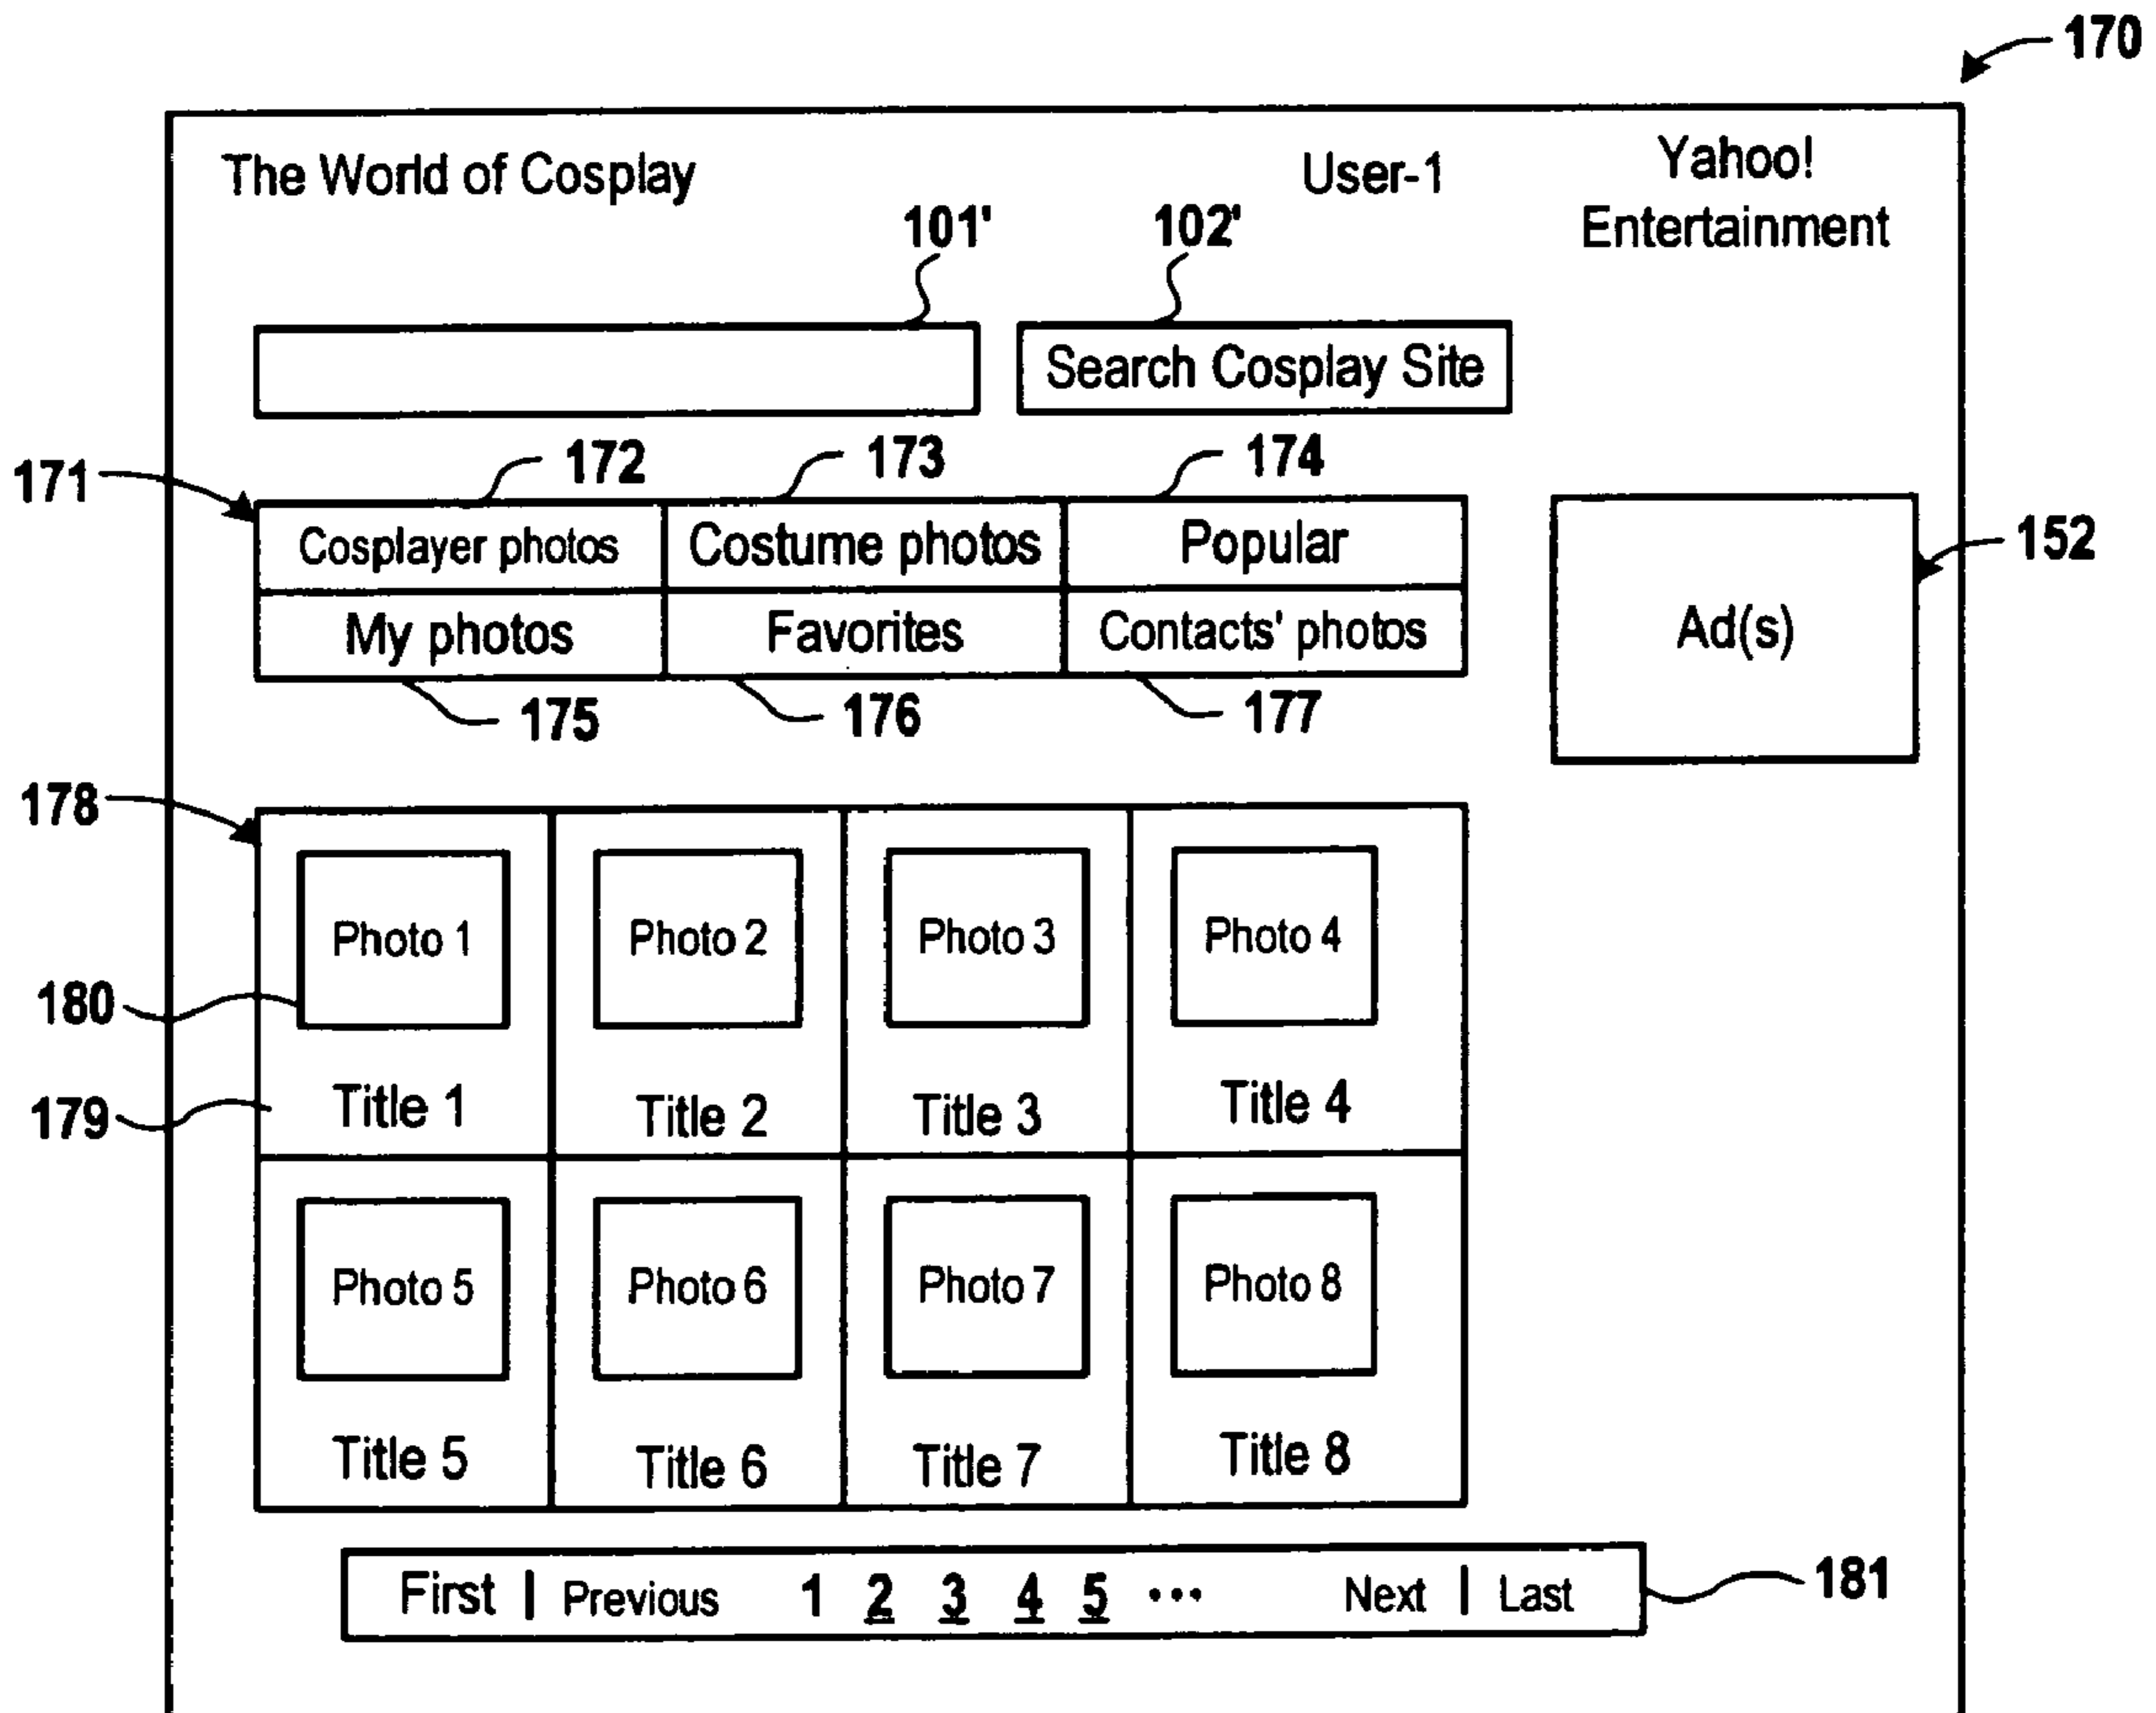 170
The World of Cosplay User-1 Yahoo!
Entertainment
101' 102'
Search Cosplay Site
171 172 173 174
Cosplayer photos Costume photos Popular
152
My photos Favorites Contacts' photos
Ad(s)
175 176 177
178
Photo 1 Photo 2 Photo 3 Photo 4
180
179 Title 1 Title 2 Title 3 Title 4
Photo 5 Photo 6 Photo 7 Photo 8
Title 5 Title 6 Title 7 Title 8
First | Previous 1 2 3 4 5 ... Next | Last 181